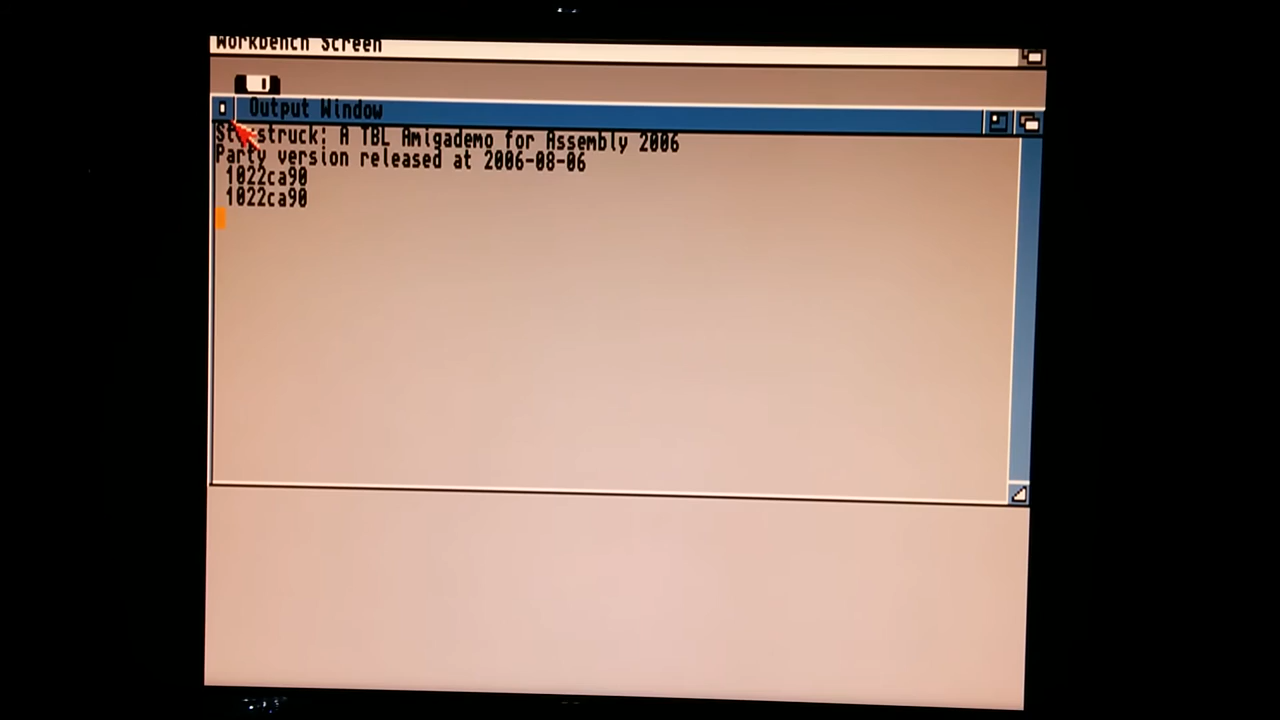 Workbench Screen
Output Window
Starstruck: A TBL Amigademo for Assembly 2006
Party version released at 2006-08-06
1022ca90
1022ca90